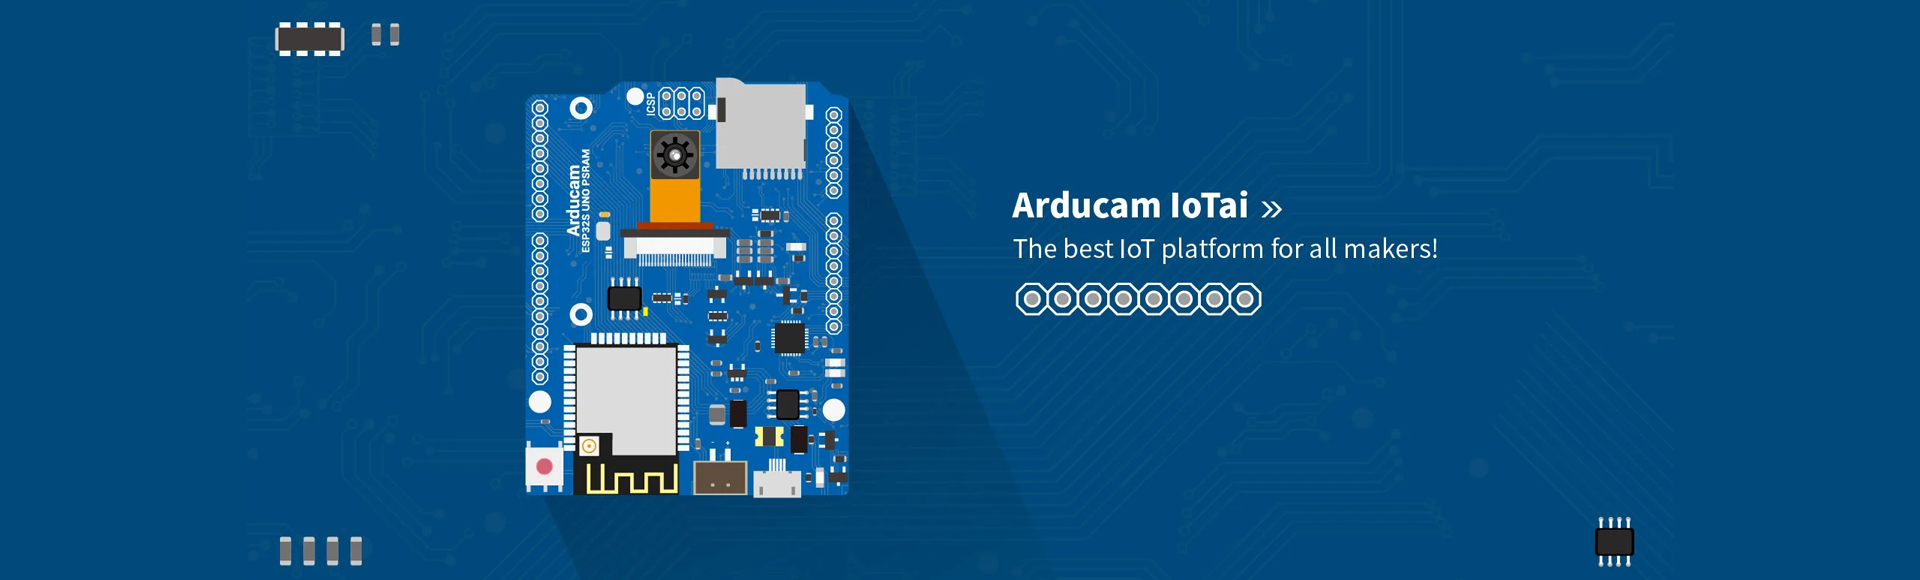 ICSP
Arducam
ESP32S UNO PSRAM
Arducam IoTai »
The best IoT platform for all makers!